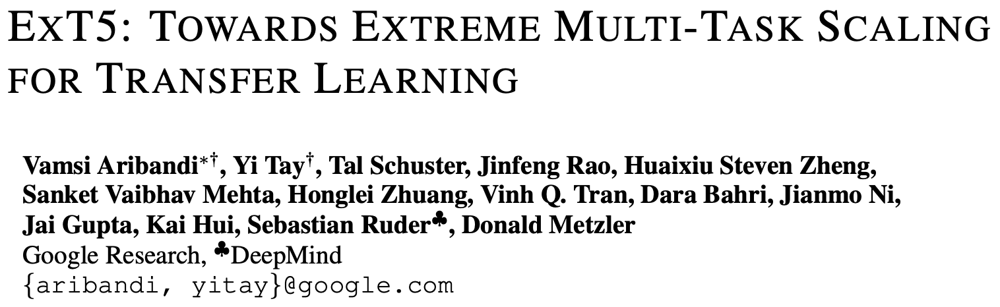 EXT5: TOWARDS EXTREME MULTI-TASK SCALING
FOR TRANSFER LEARNING
Vamsi Aribandi*†, Yi Tay†, Tal Schuster, Jinfeng Rao, Huaixiu Steven Zheng,
Sanket Vaibhav Mehta, Honglei Zhuang, Vinh Q. Tran, Dara Bahri, Jianmo Ni,
Jai Gupta, Kai Hui, Sebastian Ruder♣, Donald Metzler
Google Research, ♣DeepMind
{aribandi, yitay}@google.com